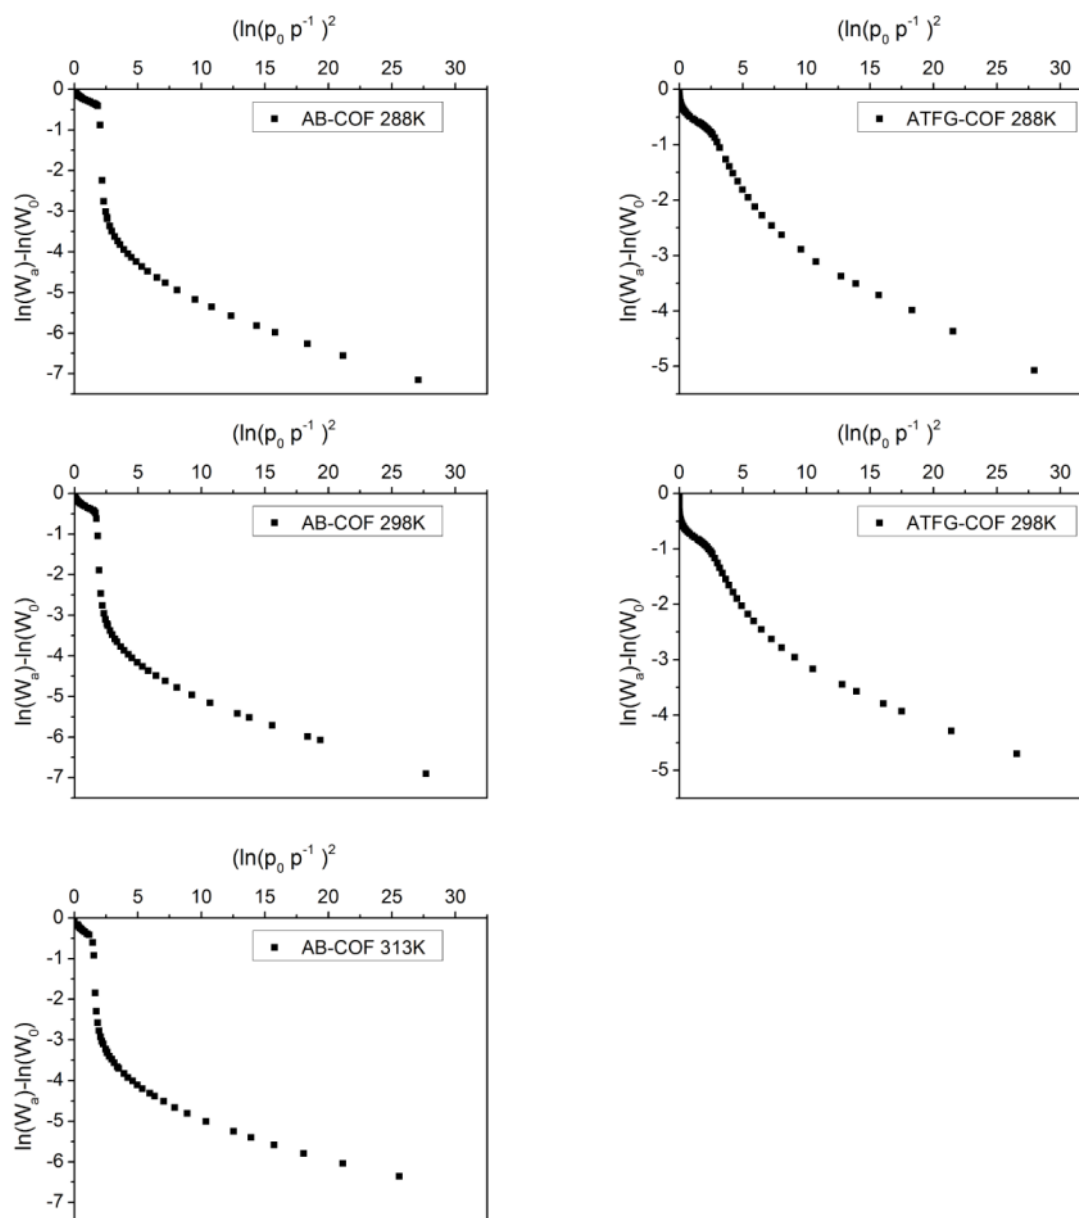 (ln(p₀ p⁻¹ )²
0 5 10 15 20 25 30
0
-1
-2
-3
-4
-5
-6
-7
ln(Wₐ)-ln(W₀)
AB-COF 288K
(ln(p₀ p⁻¹ )²
0 5 10 15 20 25 30
0
-1
-2
-3
-4
-5
ln(Wₐ)-ln(W₀)
ATFG-COF 288K
(ln(p₀ p⁻¹ )²
0 5 10 15 20 25 30
0
-1
-2
-3
-4
-5
-6
-7
ln(Wₐ)-ln(W₀)
AB-COF 298K
(ln(p₀ p⁻¹ )²
0 5 10 15 20 25 30
0
-1
-2
-3
-4
-5
ln(Wₐ)-ln(W₀)
ATFG-COF 298K
(ln(p₀ p⁻¹ )²
0 5 10 15 20 25 30
0
-1
-2
-3
-4
-5
-6
-7
ln(Wₐ)-ln(W₀)
AB-COF 313K